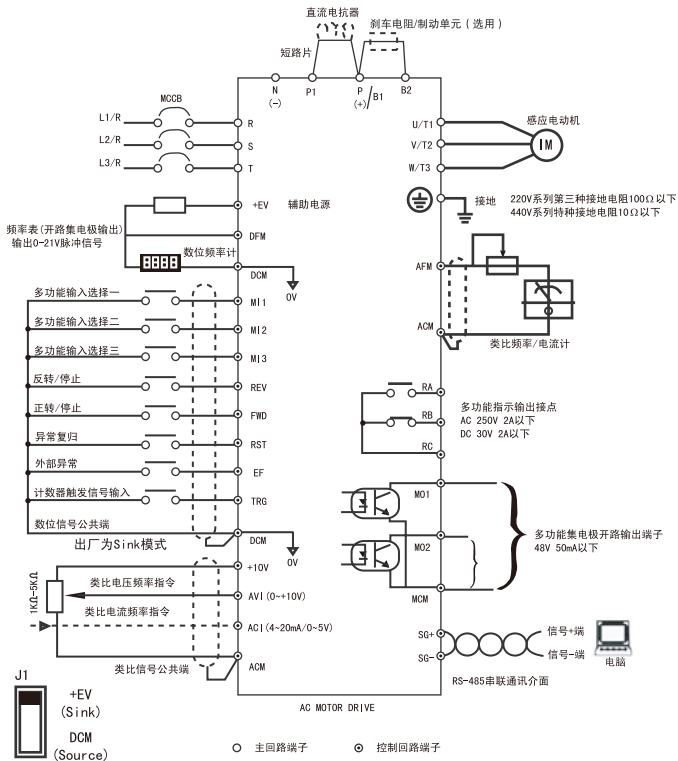 直流电抗器
刹车电阻/制动单元（选用）
短路片
N
(-)
P1
P
(+)
/B1
B2
MCCB
L1/R
L2/R
L3/R
R
S
T
U/T1
V/T2
W/T3
感应电动机
IM
+EV
辅助电源
接地
220V系列第三种接地电阻100Ω以下
440V系列特种接地电阻10Ω以下
频率表(开路集电极输出)
输出0-21V脉冲信号
DFM
数位频率计
DCM
0V
AFM
ACM
类比频率/电流计
多功能输入选择一
MI1
多功能输入选择二
MI2
多功能输入选择三
MI3
反转/停止
REV
正转/停止
FWD
异常复归
RST
外部异常
EF
计数器触发信号输入
TRG
数位信号公共端
DCM
出厂为Sink模式
0V
RA
RB
RC
多功能指示输出接点
AC 250V 2A以下
DC 30V 2A以下
MO1
MO2
MCM
多功能集电极开路输出端子
48V 50mA以下
+10V
1KΩ-5KΩ
类比电压频率指令
AVI(0~+10V)
类比电流频率指令
ACI(4~20mA/0~5V)
类比信号公共端
ACM
SG+
SG-
信号+端
信号-端
电脑
RS-485串联通讯介面
J1
+EV
(Sink)
DCM
(Source)
AC MOTOR DRIVE
主回路端子
控制回路端子